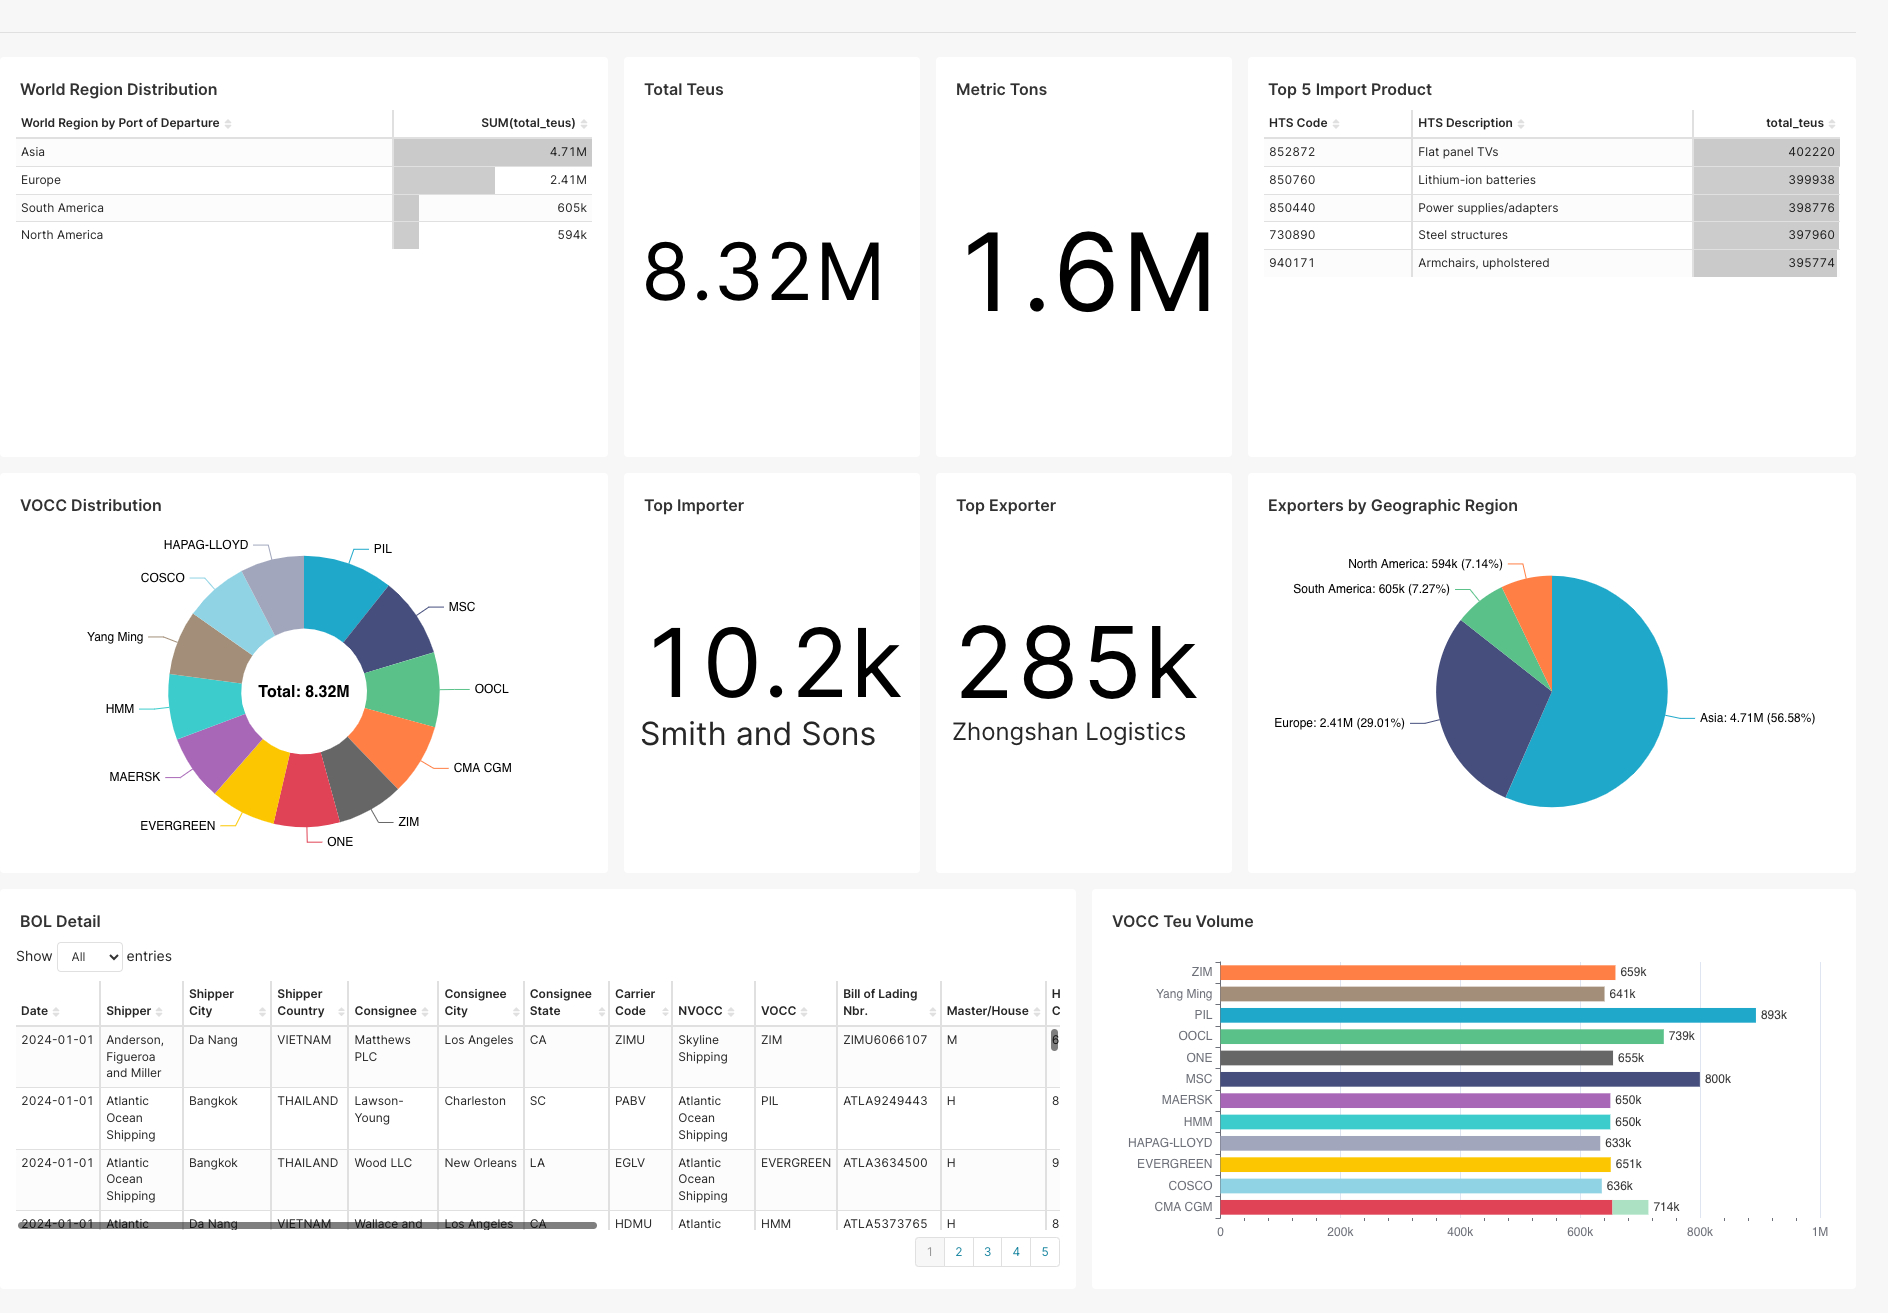 World Region Distribution
World Region by Port of Departure SUM(total_teus)
Asia 4.71M
Europe 2.41M
South America 605k
North America 594k
Total Teus
8.32M
Metric Tons
1.6M
Top 5 Import Product
HTS Code HTS Description total_teus
852872 Flat panel TVs 402220
850760 Lithium-ion batteries 399938
850440 Power supplies/adapters 398776
730890 Steel structures 397960
940171 Armchairs, upholstered 395774
VOCC Distribution
HAPAG-LLOYD
PIL
COSCO
MSC
Yang Ming
OOCL
Total: 8.32M
HMM
CMA CGM
MAERSK
ZIM
EVERGREEN
ONE
Top Importer
10.2k
Smith and Sons
Top Exporter
285k
Zhongshan Logistics
Exporters by Geographic Region
North America: 594k (7.14%)
South America: 605k (7.27%)
Europe: 2.41M (29.01%)
Asia: 4.71M (56.58%)
BOL Detail
Show All entries
Date Shipper Shipper City Shipper Country Consignee Consignee City Consignee State Carrier Code NVOCC VOCC Bill of Lading Nbr. Master/House H C
2024-01-01 Anderson, Figueroa and Miller Da Nang VIETNAM Matthews PLC Los Angeles CA ZIMU Skyline Shipping ZIM ZIMU6066107 M 6
2024-01-01 Atlantic Ocean Shipping Bangkok THAILAND Lawson-Young Charleston SC PABV Atlantic Ocean Shipping PIL ATLA9249443 H 8
2024-01-01 Atlantic Ocean Shipping Bangkok THAILAND Wood LLC New Orleans LA EGLV Atlantic Ocean Shipping EVERGREEN ATLA3634500 H 9
2024-01-01 Atlantic Da Nang VIETNAM Wallace and Los Angeles CA HDMU Atlantic HMM ATLA5373765 H 8
1 2 3 4 5
VOCC Teu Volume
ZIM 659k
Yang Ming 641k
PIL 893k
OOCL 739k
ONE 655k
MSC 800k
MAERSK 650k
HMM 650k
HAPAG-LLOYD 633k
EVERGREEN 651k
COSCO 636k
CMA CGM 714k
0 200k 400k 600k 800k 1M